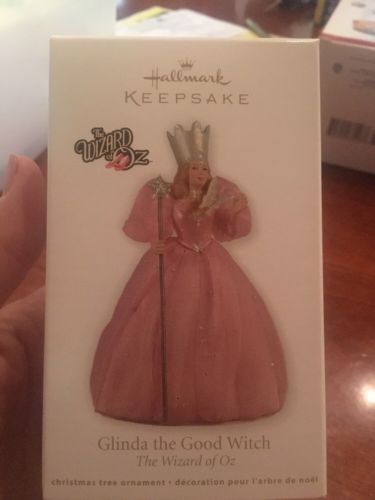 Hallmark
KEEPSAKE
The
WIZARD
of OZ
Glinda the Good Witch
The Wizard of Oz
christmas tree ornament • décoration pour l'arbre de noël